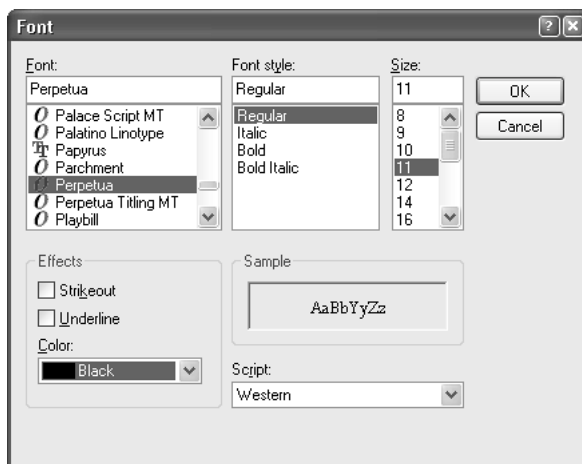 Font
Font: Font style: Size:
Perpetua Regular 11 OK
Palace Script MT Regular 8 Cancel
Palatino Linotype Italic 9
Papyrus Bold 10
Parchment Bold Italic 11
Perpetua 12
Perpetua Titling MT 14
Playbill 16
Effects Sample
Strikeout
Underline AaBbYyZz
Color:
Black Script:
Western